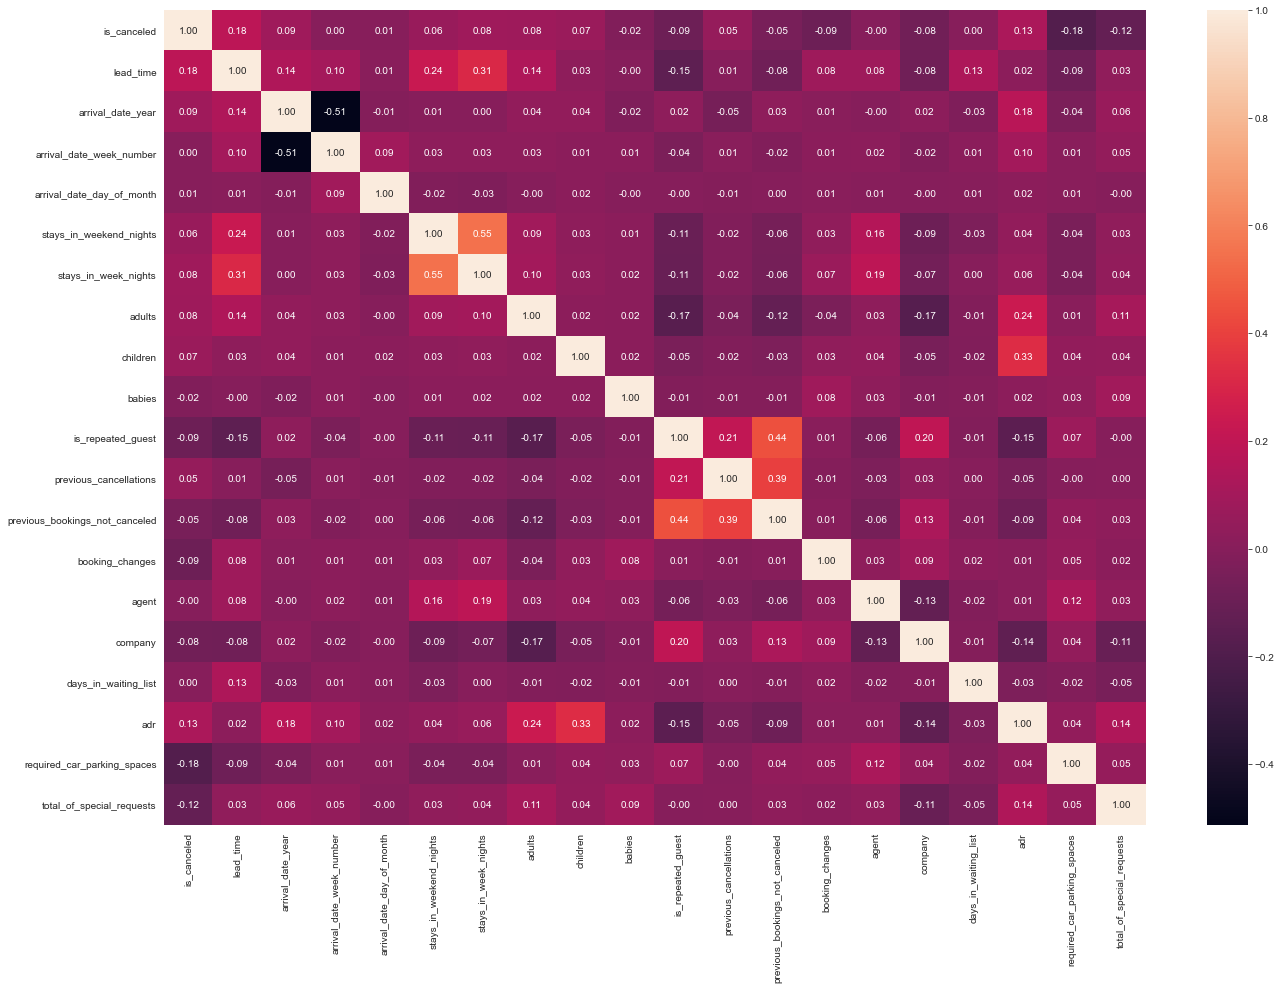 is_canceled 1.00 0.18 0.09 0.00 0.01 0.06 0.08 0.08 0.07 -0.02 -0.09 0.05 -0.05 -0.09 -0.00 -0.08 0.00 0.13 -0.18 -0.12
lead_time 0.18 1.00 0.14 0.10 0.01 0.24 0.31 0.14 0.03 -0.00 -0.15 0.01 -0.08 0.08 0.08 -0.08 0.13 0.02 -0.09 0.03
arrival_date_year 0.09 0.14 1.00 -0.51 -0.01 0.01 0.00 0.04 0.04 -0.02 0.02 -0.05 0.03 0.01 -0.00 0.02 -0.03 0.18 -0.04 0.06
arrival_date_week_number 0.00 0.10 -0.51 1.00 0.09 0.03 0.03 0.03 0.01 0.01 -0.04 0.01 -0.02 0.01 0.02 -0.02 0.01 0.10 0.01 0.05
arrival_date_day_of_month 0.01 0.01 -0.01 0.09 1.00 -0.02 -0.03 -0.00 0.02 -0.00 -0.00 -0.01 0.00 0.01 0.01 -0.00 0.01 0.02 0.01 -0.00
stays_in_weekend_nights 0.06 0.24 0.01 0.03 -0.02 1.00 0.55 0.09 0.03 0.01 -0.11 -0.02 -0.06 0.03 0.16 -0.09 -0.03 0.04 -0.04 0.03
stays_in_week_nights 0.08 0.31 0.00 0.03 -0.03 0.55 1.00 0.10 0.03 0.02 -0.11 -0.02 -0.06 0.07 0.19 -0.07 0.00 0.06 -0.04 0.04
adults 0.08 0.14 0.04 0.03 -0.00 0.09 0.10 1.00 0.02 0.02 -0.17 -0.04 -0.12 -0.04 0.03 -0.17 -0.01 0.24 0.01 0.11
children 0.07 0.03 0.04 0.01 0.02 0.03 0.03 0.02 1.00 0.02 -0.05 -0.02 -0.03 0.03 0.04 -0.05 -0.02 0.33 0.04 0.04
babies -0.02 -0.00 -0.02 0.01 -0.00 0.01 0.02 0.02 0.02 1.00 -0.01 -0.01 -0.01 0.08 0.03 -0.01 -0.01 0.02 0.03 0.09
is_repeated_guest -0.09 -0.15 0.02 -0.04 -0.00 -0.11 -0.11 -0.17 -0.05 -0.01 1.00 0.21 0.44 0.01 -0.06 0.20 -0.01 -0.15 0.07 -0.00
previous_cancellations 0.05 0.01 -0.05 0.01 -0.01 -0.02 -0.02 -0.04 -0.02 -0.01 0.21 1.00 0.39 -0.01 -0.03 0.03 0.00 -0.05 -0.00 0.00
previous_bookings_not_canceled -0.05 -0.08 0.03 -0.02 0.00 -0.06 -0.06 -0.12 -0.03 -0.01 0.44 0.39 1.00 0.01 -0.06 0.13 -0.01 -0.09 0.04 0.03
booking_changes -0.09 0.08 0.01 0.01 0.01 0.03 0.07 -0.04 0.03 0.08 0.01 -0.01 0.01 1.00 0.03 0.09 0.02 0.01 0.05 0.02
agent -0.00 0.08 -0.00 0.02 0.01 0.16 0.19 0.03 0.04 0.03 -0.06 -0.03 -0.06 0.03 1.00 -0.13 -0.02 0.01 0.12 0.03
company -0.08 -0.08 0.02 -0.02 -0.00 -0.09 -0.07 -0.17 -0.05 -0.01 0.20 0.03 0.13 0.09 -0.13 1.00 -0.01 -0.14 0.04 -0.11
days_in_waiting_list 0.00 0.13 -0.03 0.01 0.01 -0.03 0.00 -0.01 -0.02 -0.01 -0.01 0.00 -0.01 0.02 -0.02 -0.01 1.00 -0.03 -0.02 -0.05
adr 0.13 0.02 0.18 0.10 0.02 0.04 0.06 0.24 0.33 0.02 -0.15 -0.05 -0.09 0.01 0.01 -0.14 -0.03 1.00 0.04 0.14
required_car_parking_spaces -0.18 -0.09 -0.04 0.01 0.01 -0.04 -0.04 0.01 0.04 0.03 0.07 -0.00 0.04 0.05 0.12 0.04 -0.02 0.04 1.00 0.05
total_of_special_requests -0.12 0.03 0.06 0.05 -0.00 0.03 0.04 0.11 0.04 0.09 -0.00 0.00 0.03 0.02 0.03 -0.11 -0.05 0.14 0.05 1.00
is_canceled
lead_time
arrival_date_year
arrival_date_week_number
arrival_date_day_of_month
stays_in_weekend_nights
stays_in_week_nights
adults
children
babies
is_repeated_guest
previous_cancellations
previous_bookings_not_canceled
booking_changes
agent
company
days_in_waiting_list
adr
required_car_parking_spaces
total_of_special_requests
1.0
0.8
0.6
0.4
0.2
0.0
-0.2
-0.4